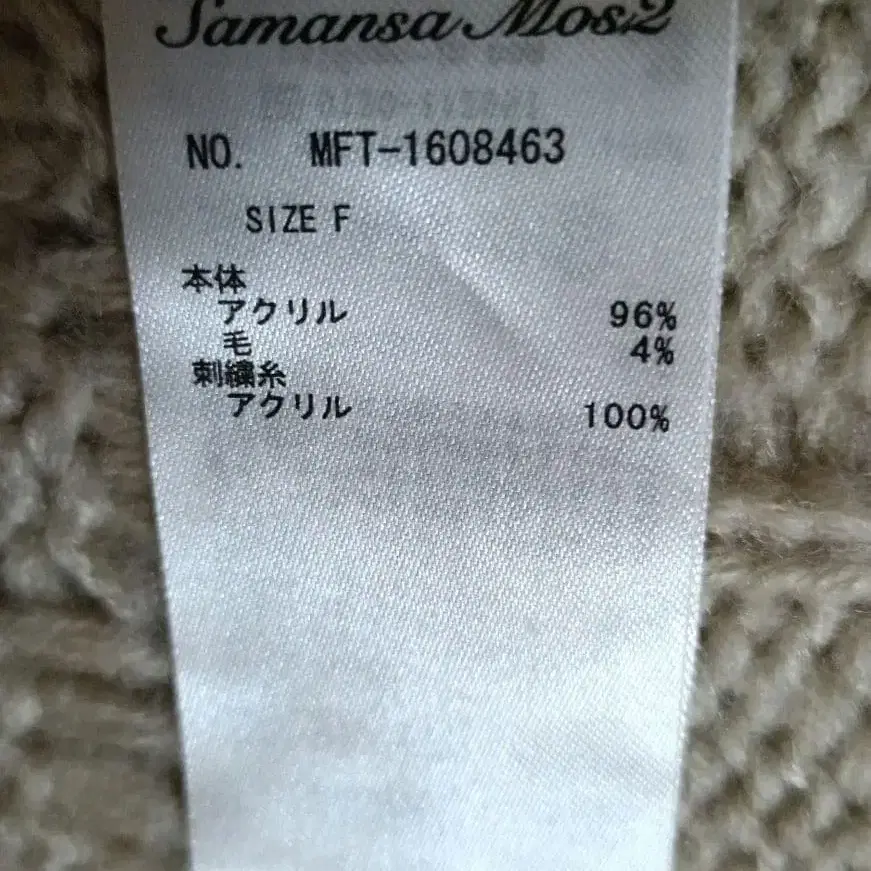 Samansa Mos2
NO. MFT-1608463
SIZE F
本体
アクリル 96%
毛 4%
刺繍糸
アクリル 100%